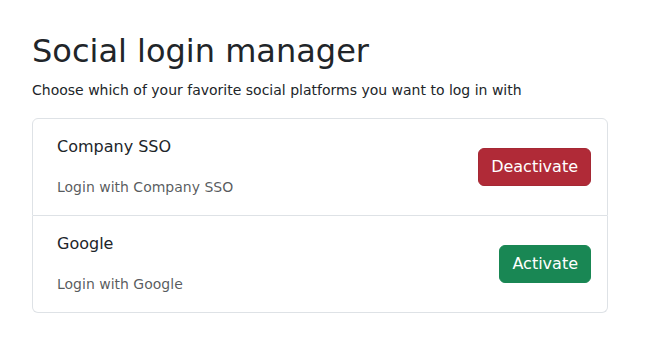 Social login manager
Choose which of your favorite social platforms you want to log in with
Company SSO
Login with Company SSO
Deactivate
Google
Login with Google
Activate